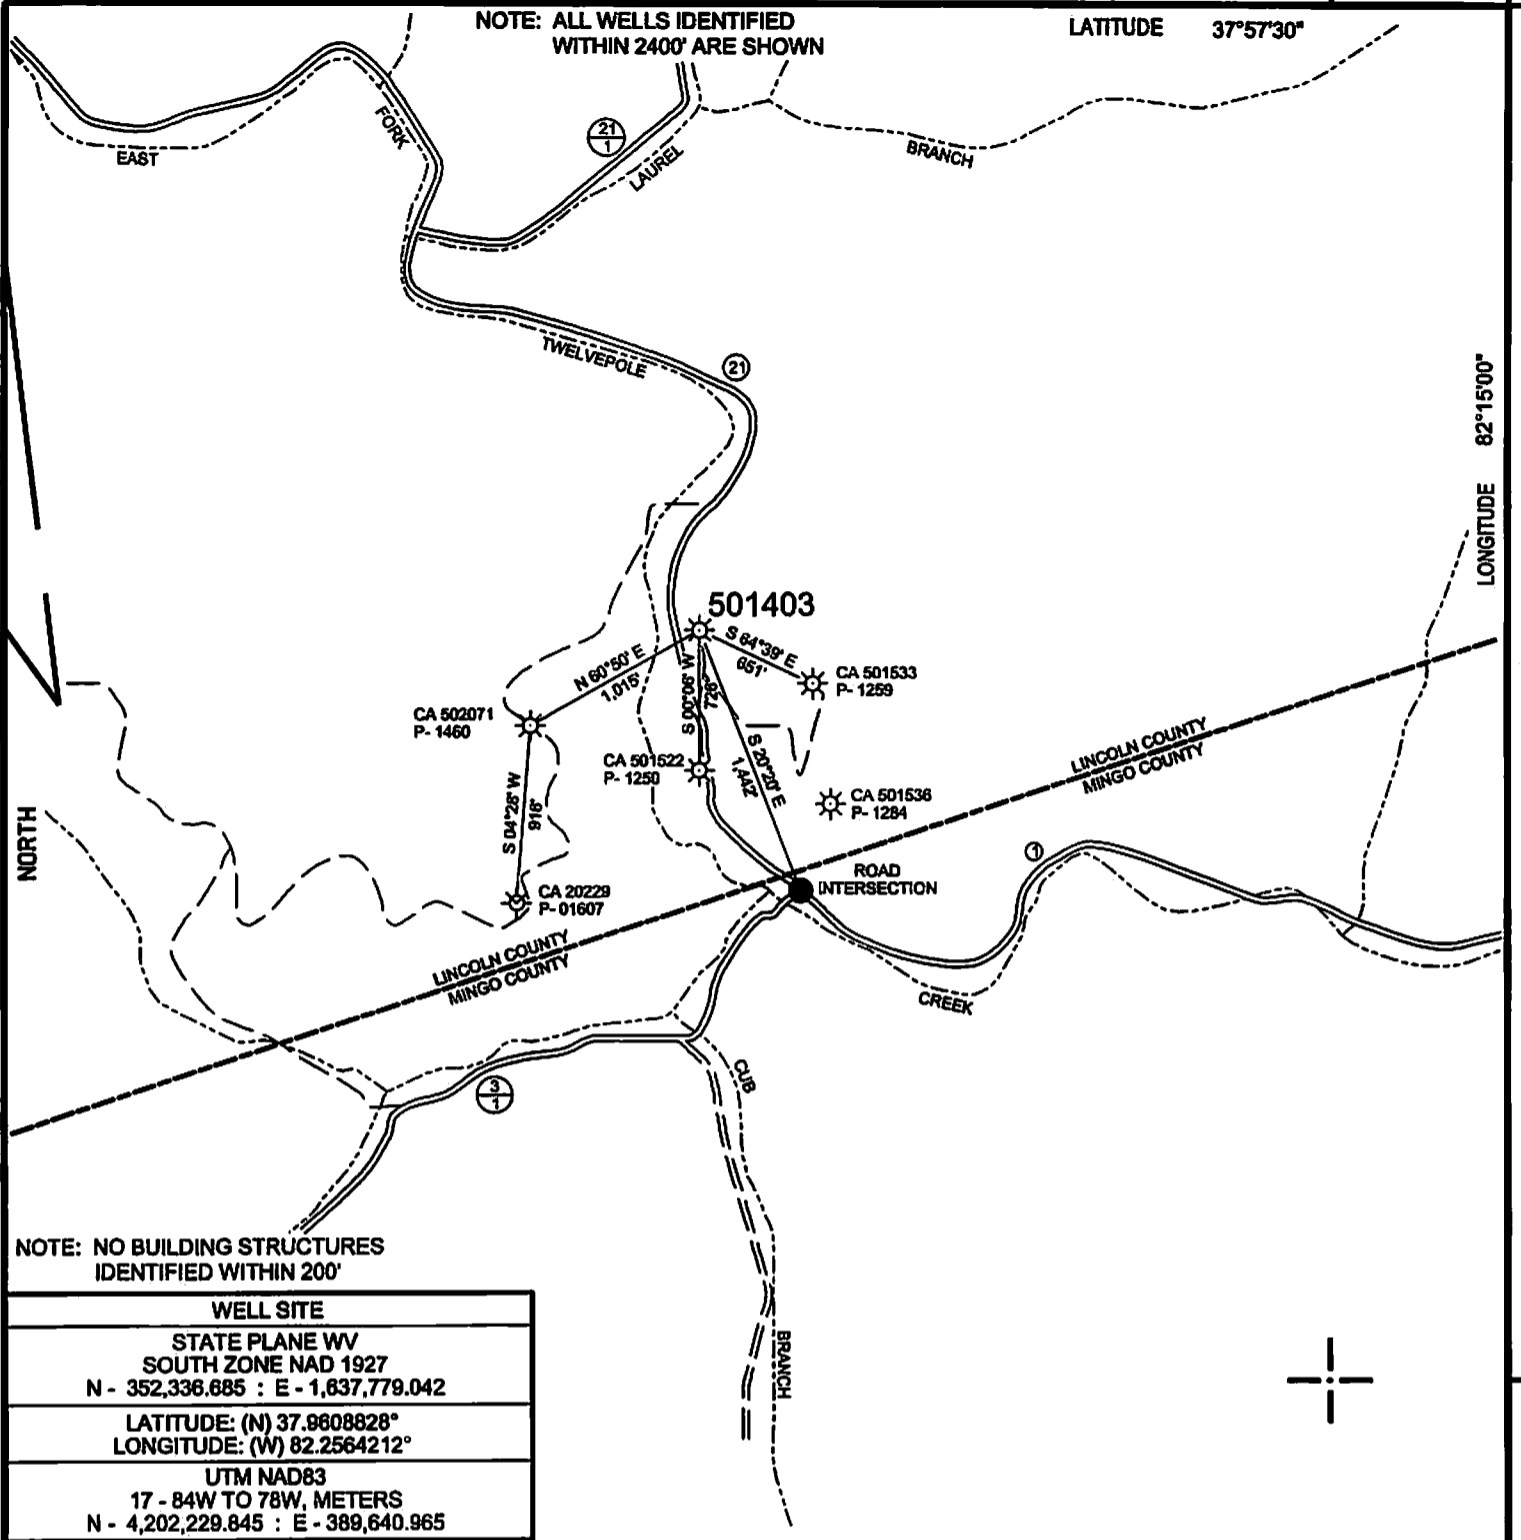 NOTE: ALL WELLS IDENTIFIED
WITHIN 2400' ARE SHOWN
LATITUDE 37°57'30"
EAST
FORK
21
1
LAUREL
BRANCH
TWELVEPOLE
21
LONGITUDE 82°15'00"
501403
S 64°39' E
651'
N 60°50' E
1,015'
S 00°06' W
726'
CA 501533
P- 1259
CA 502071
P- 1460
CA 501522
P- 1250
S 20°20' E
1,442'
CA 501536
P- 1284
S 04°28' W
918'
NORTH
CA 20229
P- 01607
LINCOLN COUNTY
MINGO COUNTY
1
ROAD
INTERSECTION
LINCOLN COUNTY
MINGO COUNTY
CREEK
CUB
3
1
BRANCH
NOTE: NO BUILDING STRUCTURES
IDENTIFIED WITHIN 200'
WELL SITE
STATE PLANE WV
SOUTH ZONE NAD 1927
N - 352,336.685 : E - 1,637,779.042
LATITUDE: (N) 37.9608828°
LONGITUDE: (W) 82.2564212°
UTM NAD83
17 - 84W TO 78W, METERS
N - 4,202,229.845 : E - 389,640.965